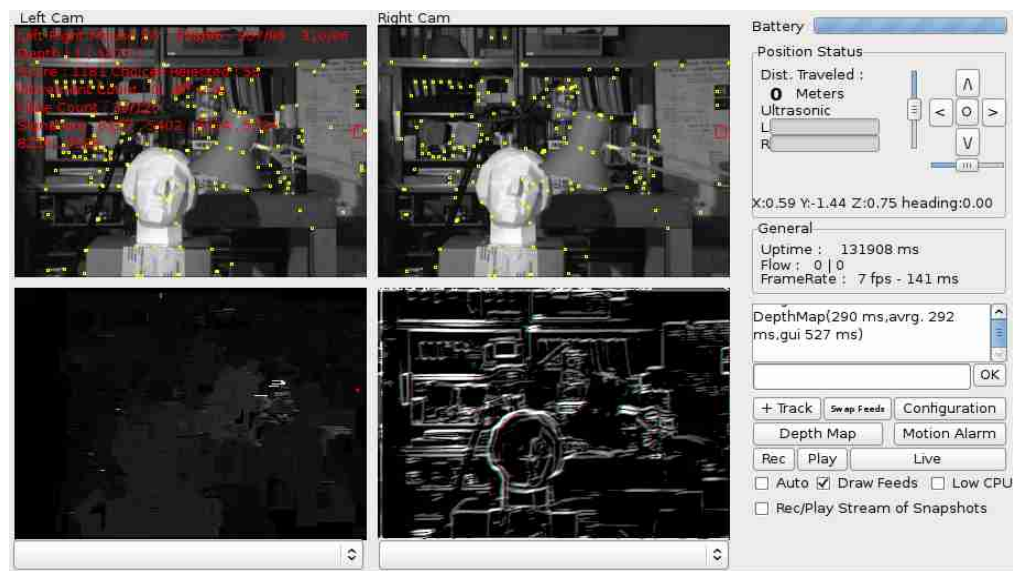 Left Cam
Right Cam
Depth :
Battery
Position Status
Dist. Traveled :
0 Meters
Ultrasonic
L
R
Λ
< O >
V
X:0.59 Y:-1.44 Z:0.75 heading:0.00
General
Uptime : 131908 ms
Flow : 0 | 0
FrameRate : 7 fps - 141 ms
DepthMap(290 ms,avrg. 292
ms,gui 527 ms)
OK
+ Track Swap Feeds Configuration
Depth Map Motion Alarm
Rec Play Live
Auto Draw Feeds Low CPU
Rec/Play Stream of Snapshots